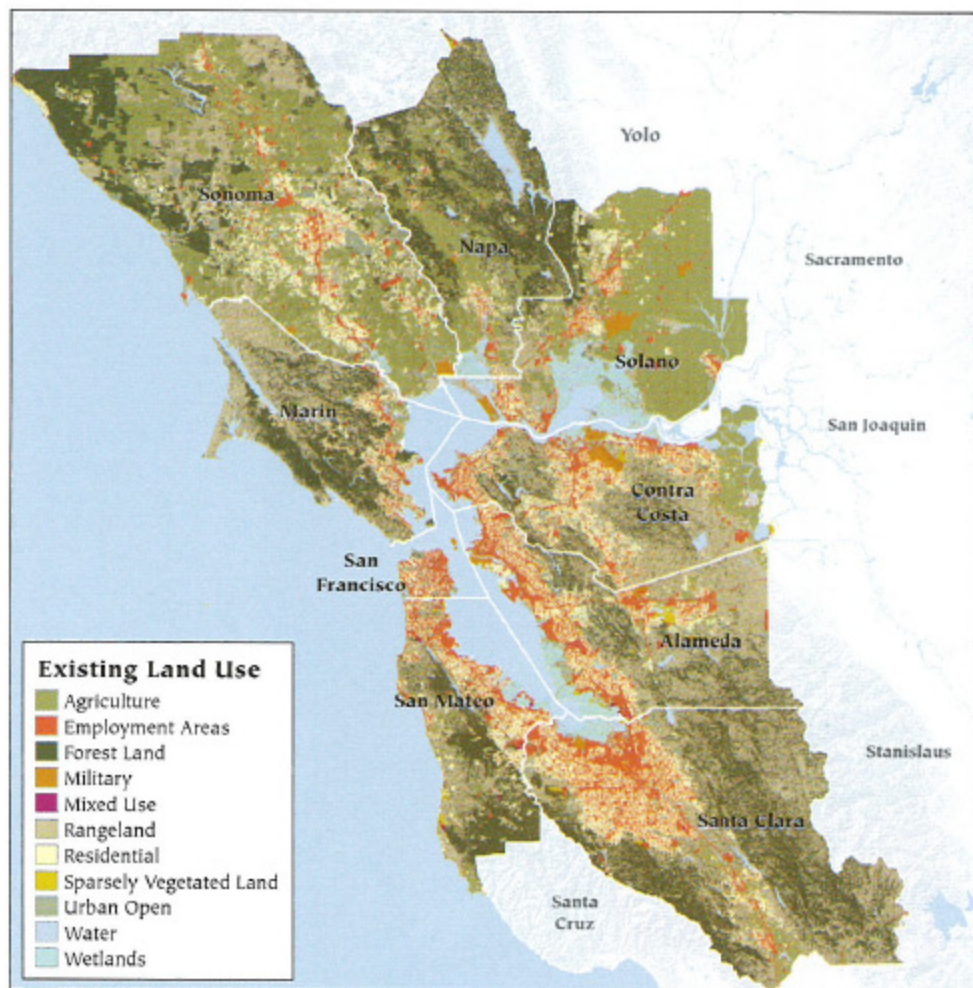 Yolo
Sonoma
Napa
Sacramento
Solano
Marin
San Joaquin
Contra
Costa
San
Francisco
Alameda
San Mateo
Stanislaus
Santa Clara
Santa
Cruz
Existing Land Use
Agriculture
Employment Areas
Forest Land
Military
Mixed Use
Rangeland
Residential
Sparsely Vegetated Land
Urban Open
Water
Wetlands